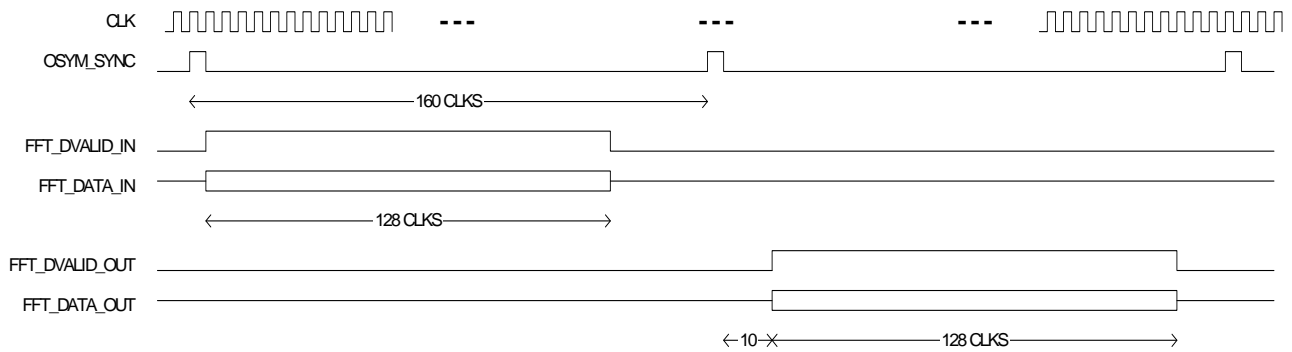 CLK
OSYM_SYNC
160 CLKS
FFT_DVALID_IN
FFT_DATA_IN
128 CLKS
FFT_DVALID_OUT
FFT_DATA_OUT
10 128 CLKS